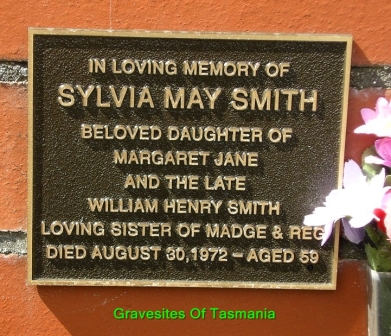 IN LOVING MEMORY OF
SYLVIA MAY SMITH
BELOVED DAUGHTER OF
MARGARET JANE
AND THE LATE
WILLIAM HENRY SMITH
LOVING SISTER OF MADGE & REG
DIED AUGUST 30,1972 – AGED 59
Gravesites Of Tasmania